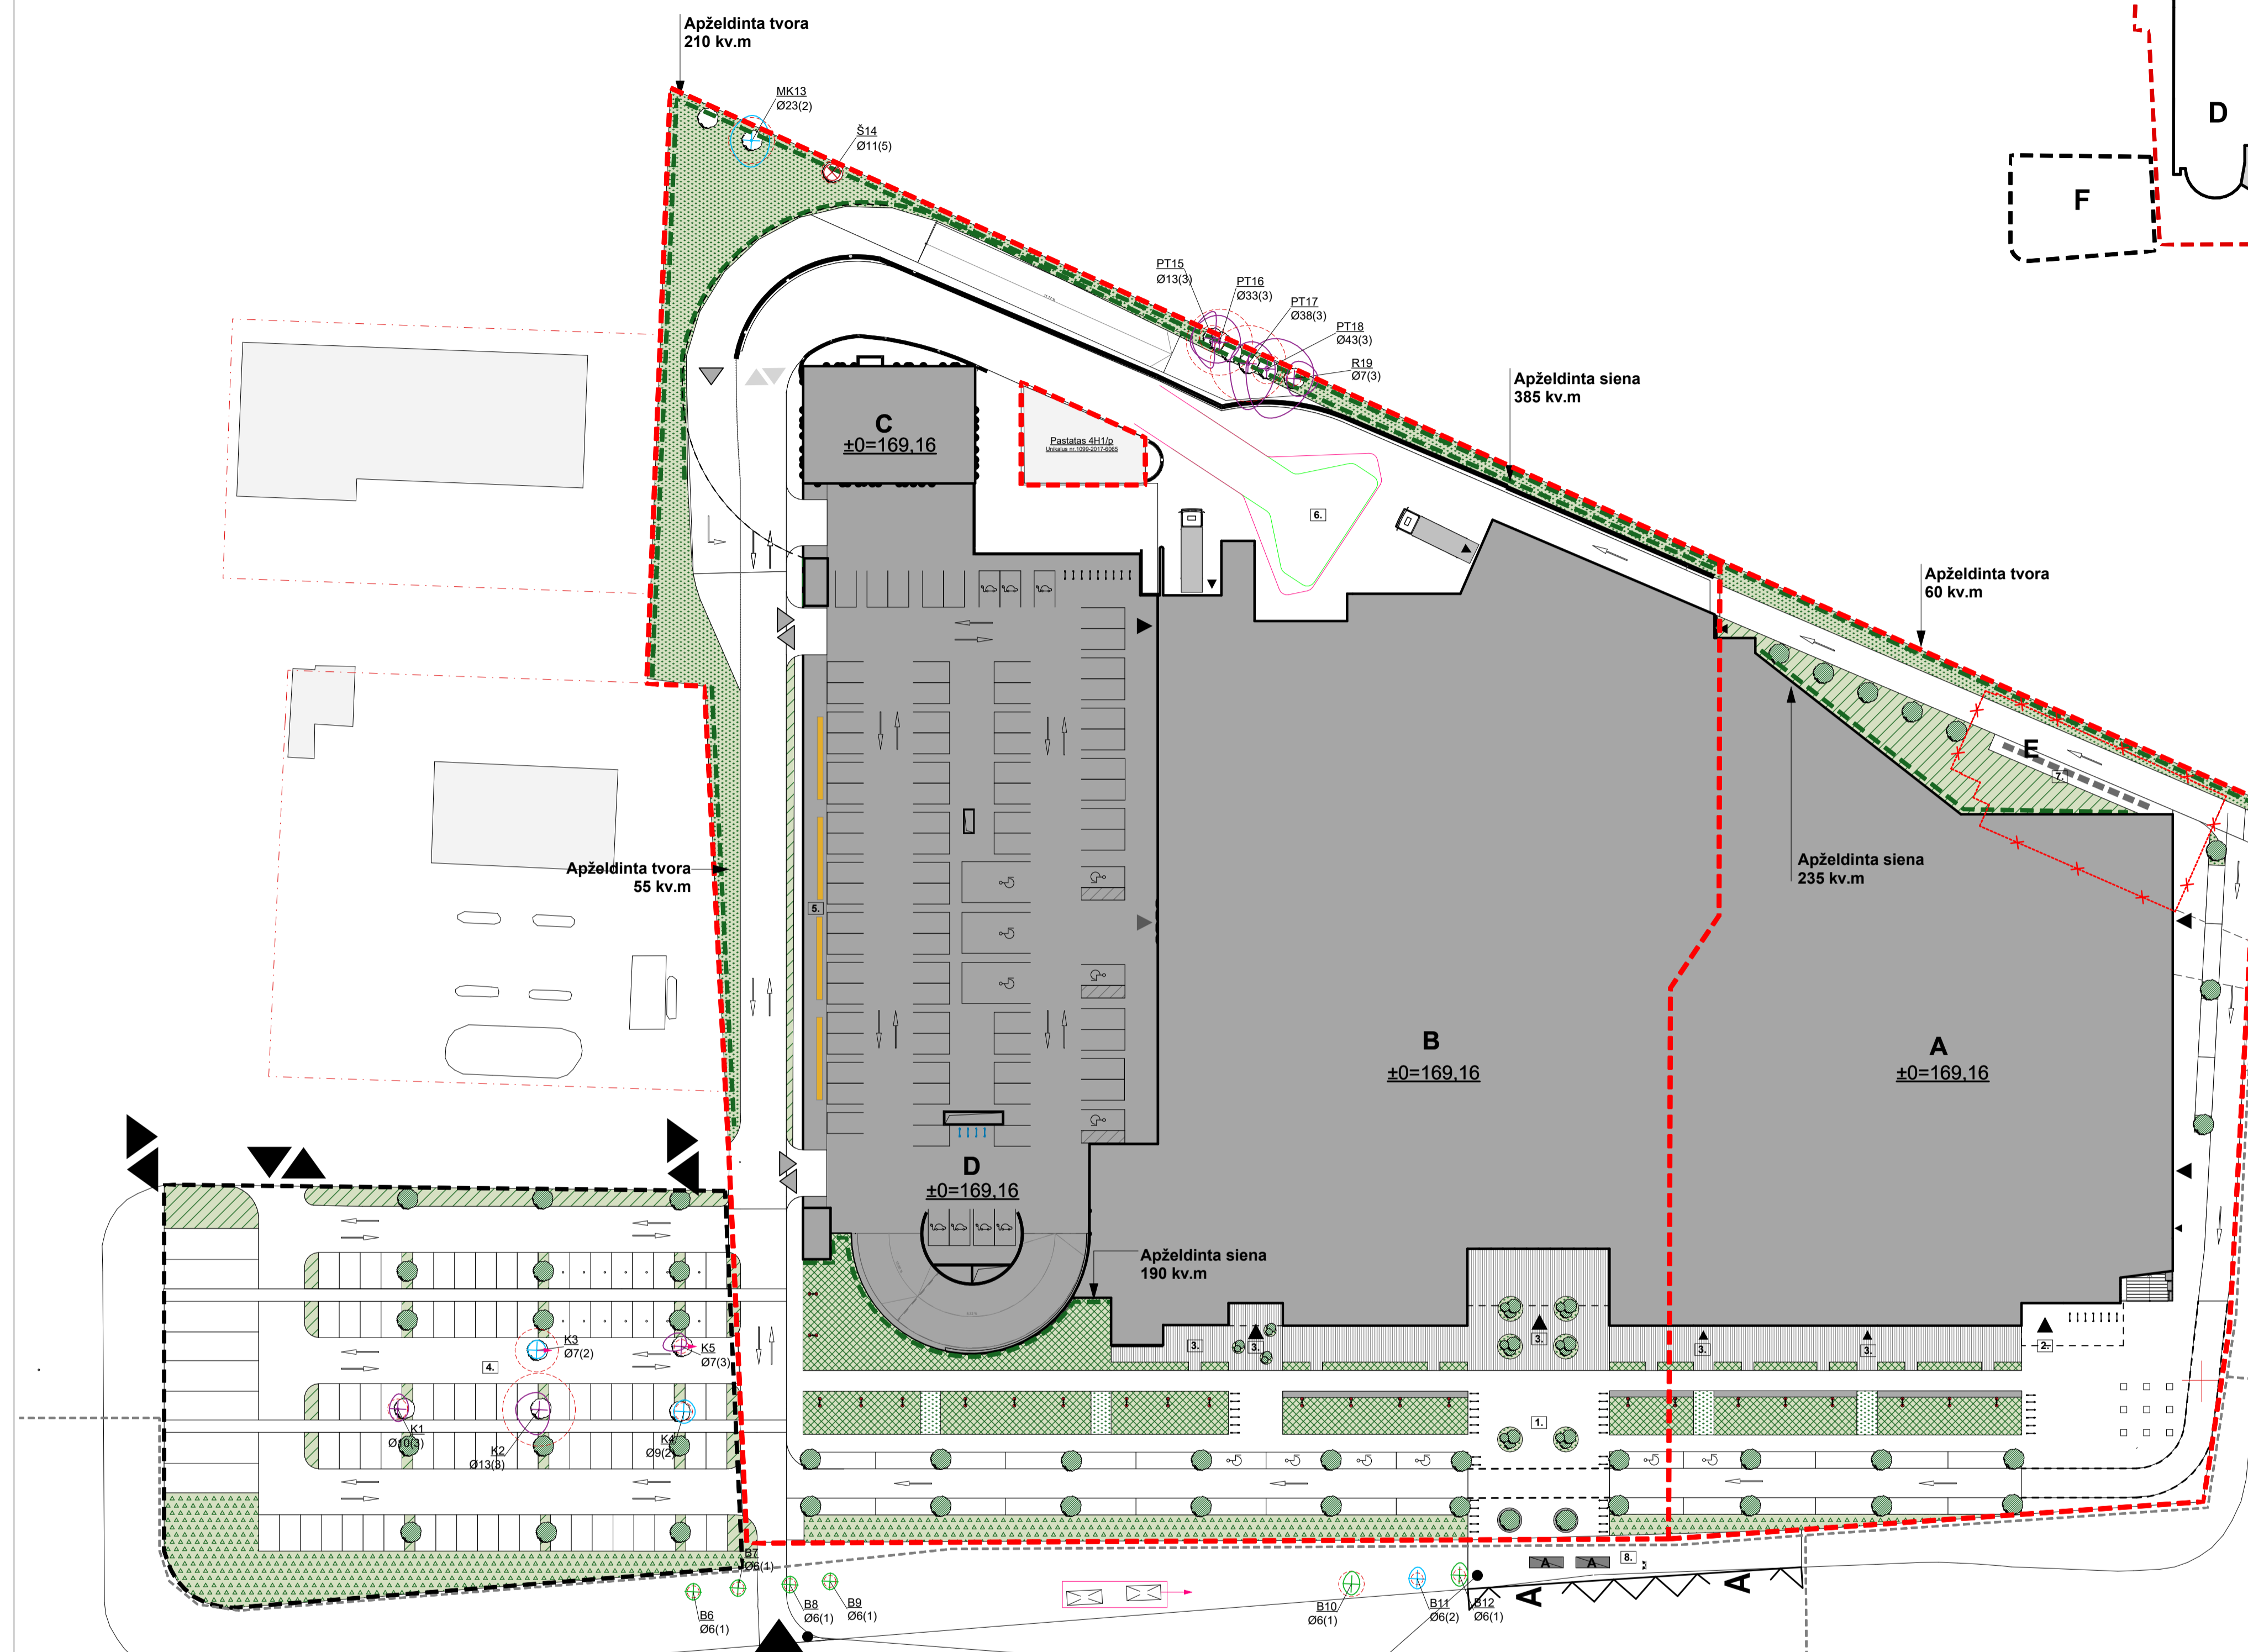 Apželdinta tvora
210 kv.m
MK13
Ø23(2)
Š14
Ø11(5)
D
F
PT15
Ø13(3)
PT16
Ø33(3)
PT17
Ø38(3)
PT18
Ø43(3)
R19
Ø7(3)
Apželdinta siena
385 kv.m
C
±0=169,16
Pastatas 4H1/p
Unikalus nr.1099-2017-6065
6.
Apželdinta tvora
60 kv.m
E
7.
Apželdinta tvora
55 kv.m
Apželdinta siena
235 kv.m
5.
B
±0=169,16
A
±0=169,16
D
±0=169,16
Apželdinta siena
190 kv.m
K3
Ø7(2)
K5
Ø7(3)
4.
3.
3.
3.
3.
3.
2.
K1
Ø10(3)
K2
Ø13(3)
K4
Ø9(2)
1.
B7
Ø6(1)
8.
A
A
A
A
B6
Ø6(1)
B8
Ø6(1)
B9
Ø6(1)
B10
Ø6(1)
B11
Ø6(2)
B12
Ø6(1)